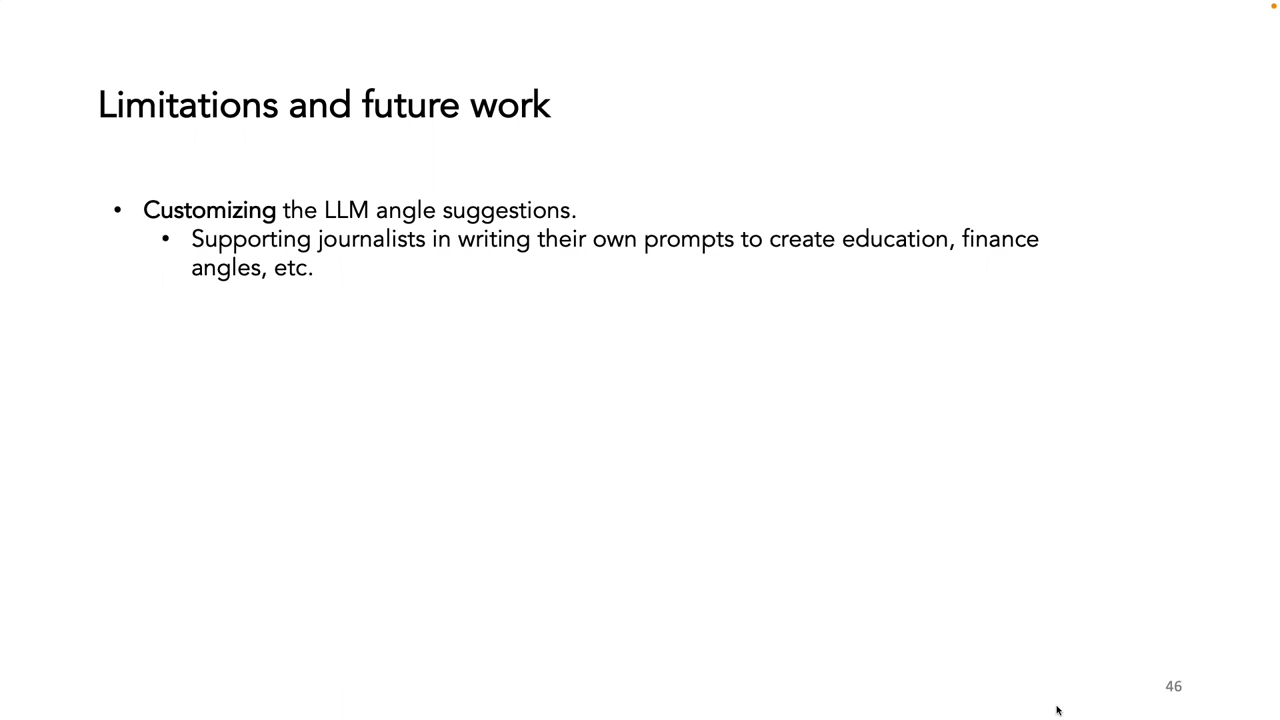 Limitations and future work
• Customizing the LLM angle suggestions.
• Supporting journalists in writing their own prompts to create education, finance
angles, etc.
46